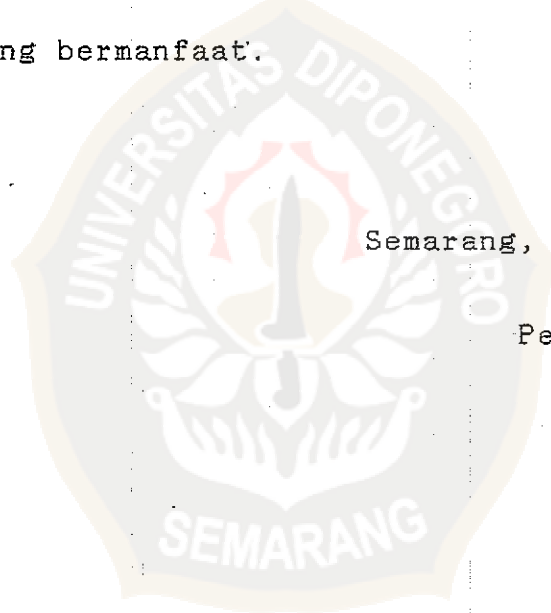 ng bermanfaat.
UNIVERSITAS DIPONEGORO
Semarang,
Pe
SEMARANG